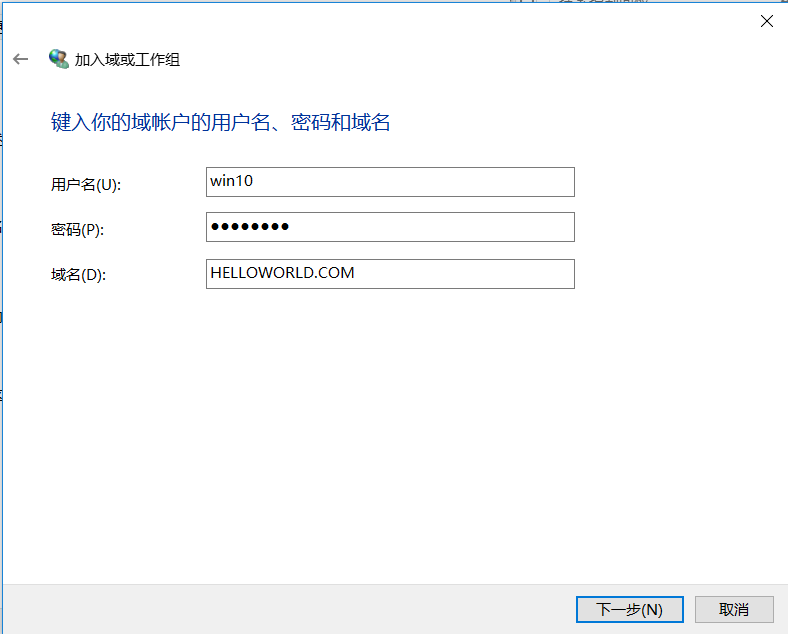 加入域或工作组
键入你的域帐户的用户名、密码和域名
用户名(U): win10
密码(P): ●●●●●●●●
域名(D): HELLOWORLD.COM
下一步(N) 取消